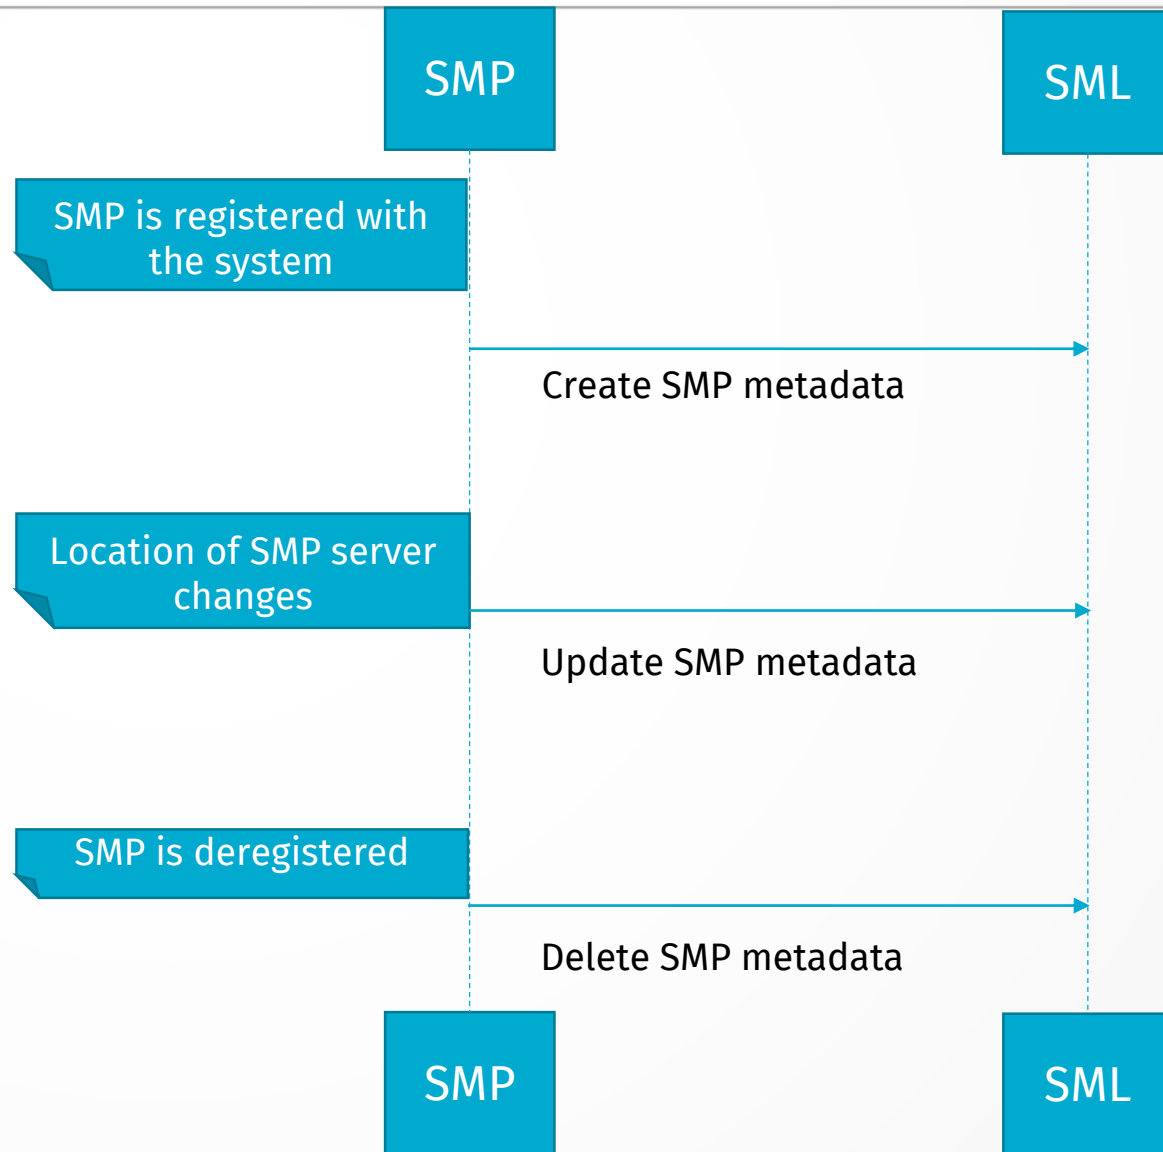 SMP
SML
SMP is registered with
the system
Create SMP metadata
Location of SMP server
changes
Update SMP metadata
SMP is deregistered
Delete SMP metadata
SMP
SML